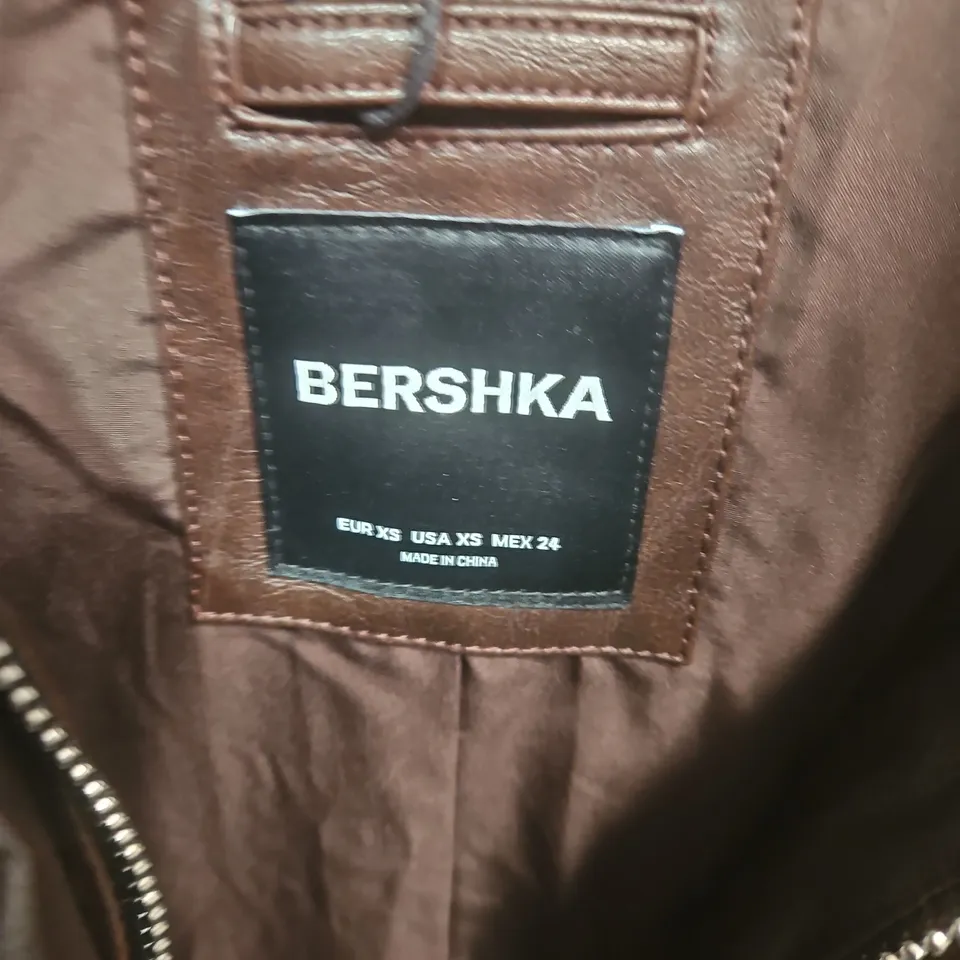 BERSHKA
EUR XS USA XS MEX 24
MADE IN CHINA